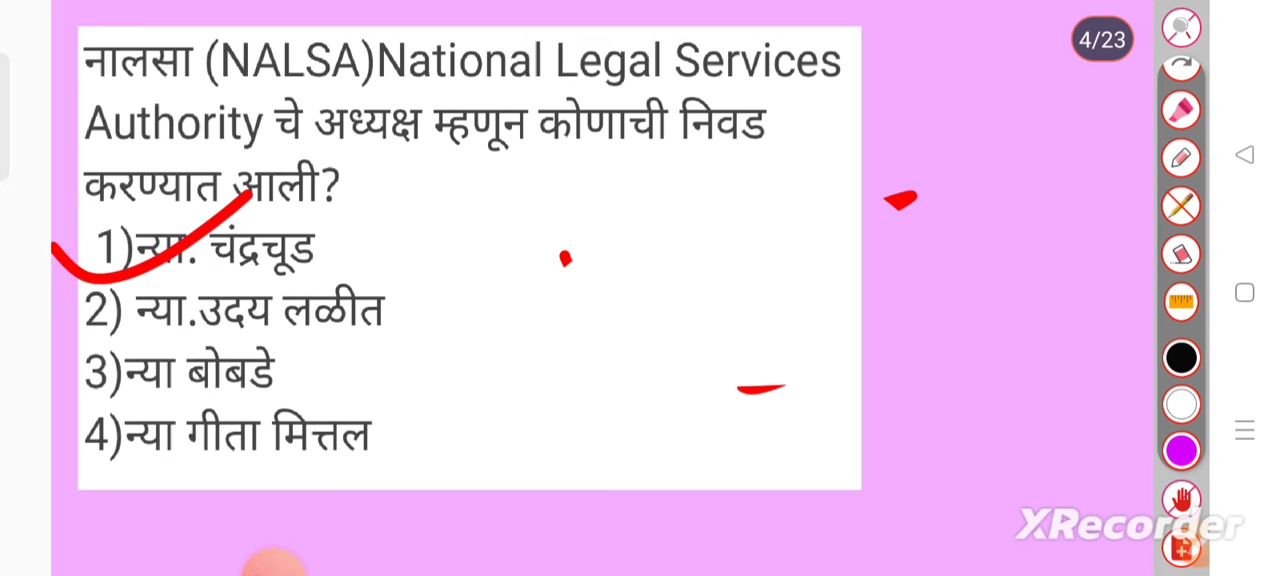 नालसा (NALSA)National Legal Services
Authority चे अध्यक्ष म्हणून कोणाची निवड
करण्यात आली?
1)न्या. चंद्रचूड
2) न्या.उदय लळीत
3)न्या बोबडे
4)न्या गीता मित्तल
4/23
XRecorder